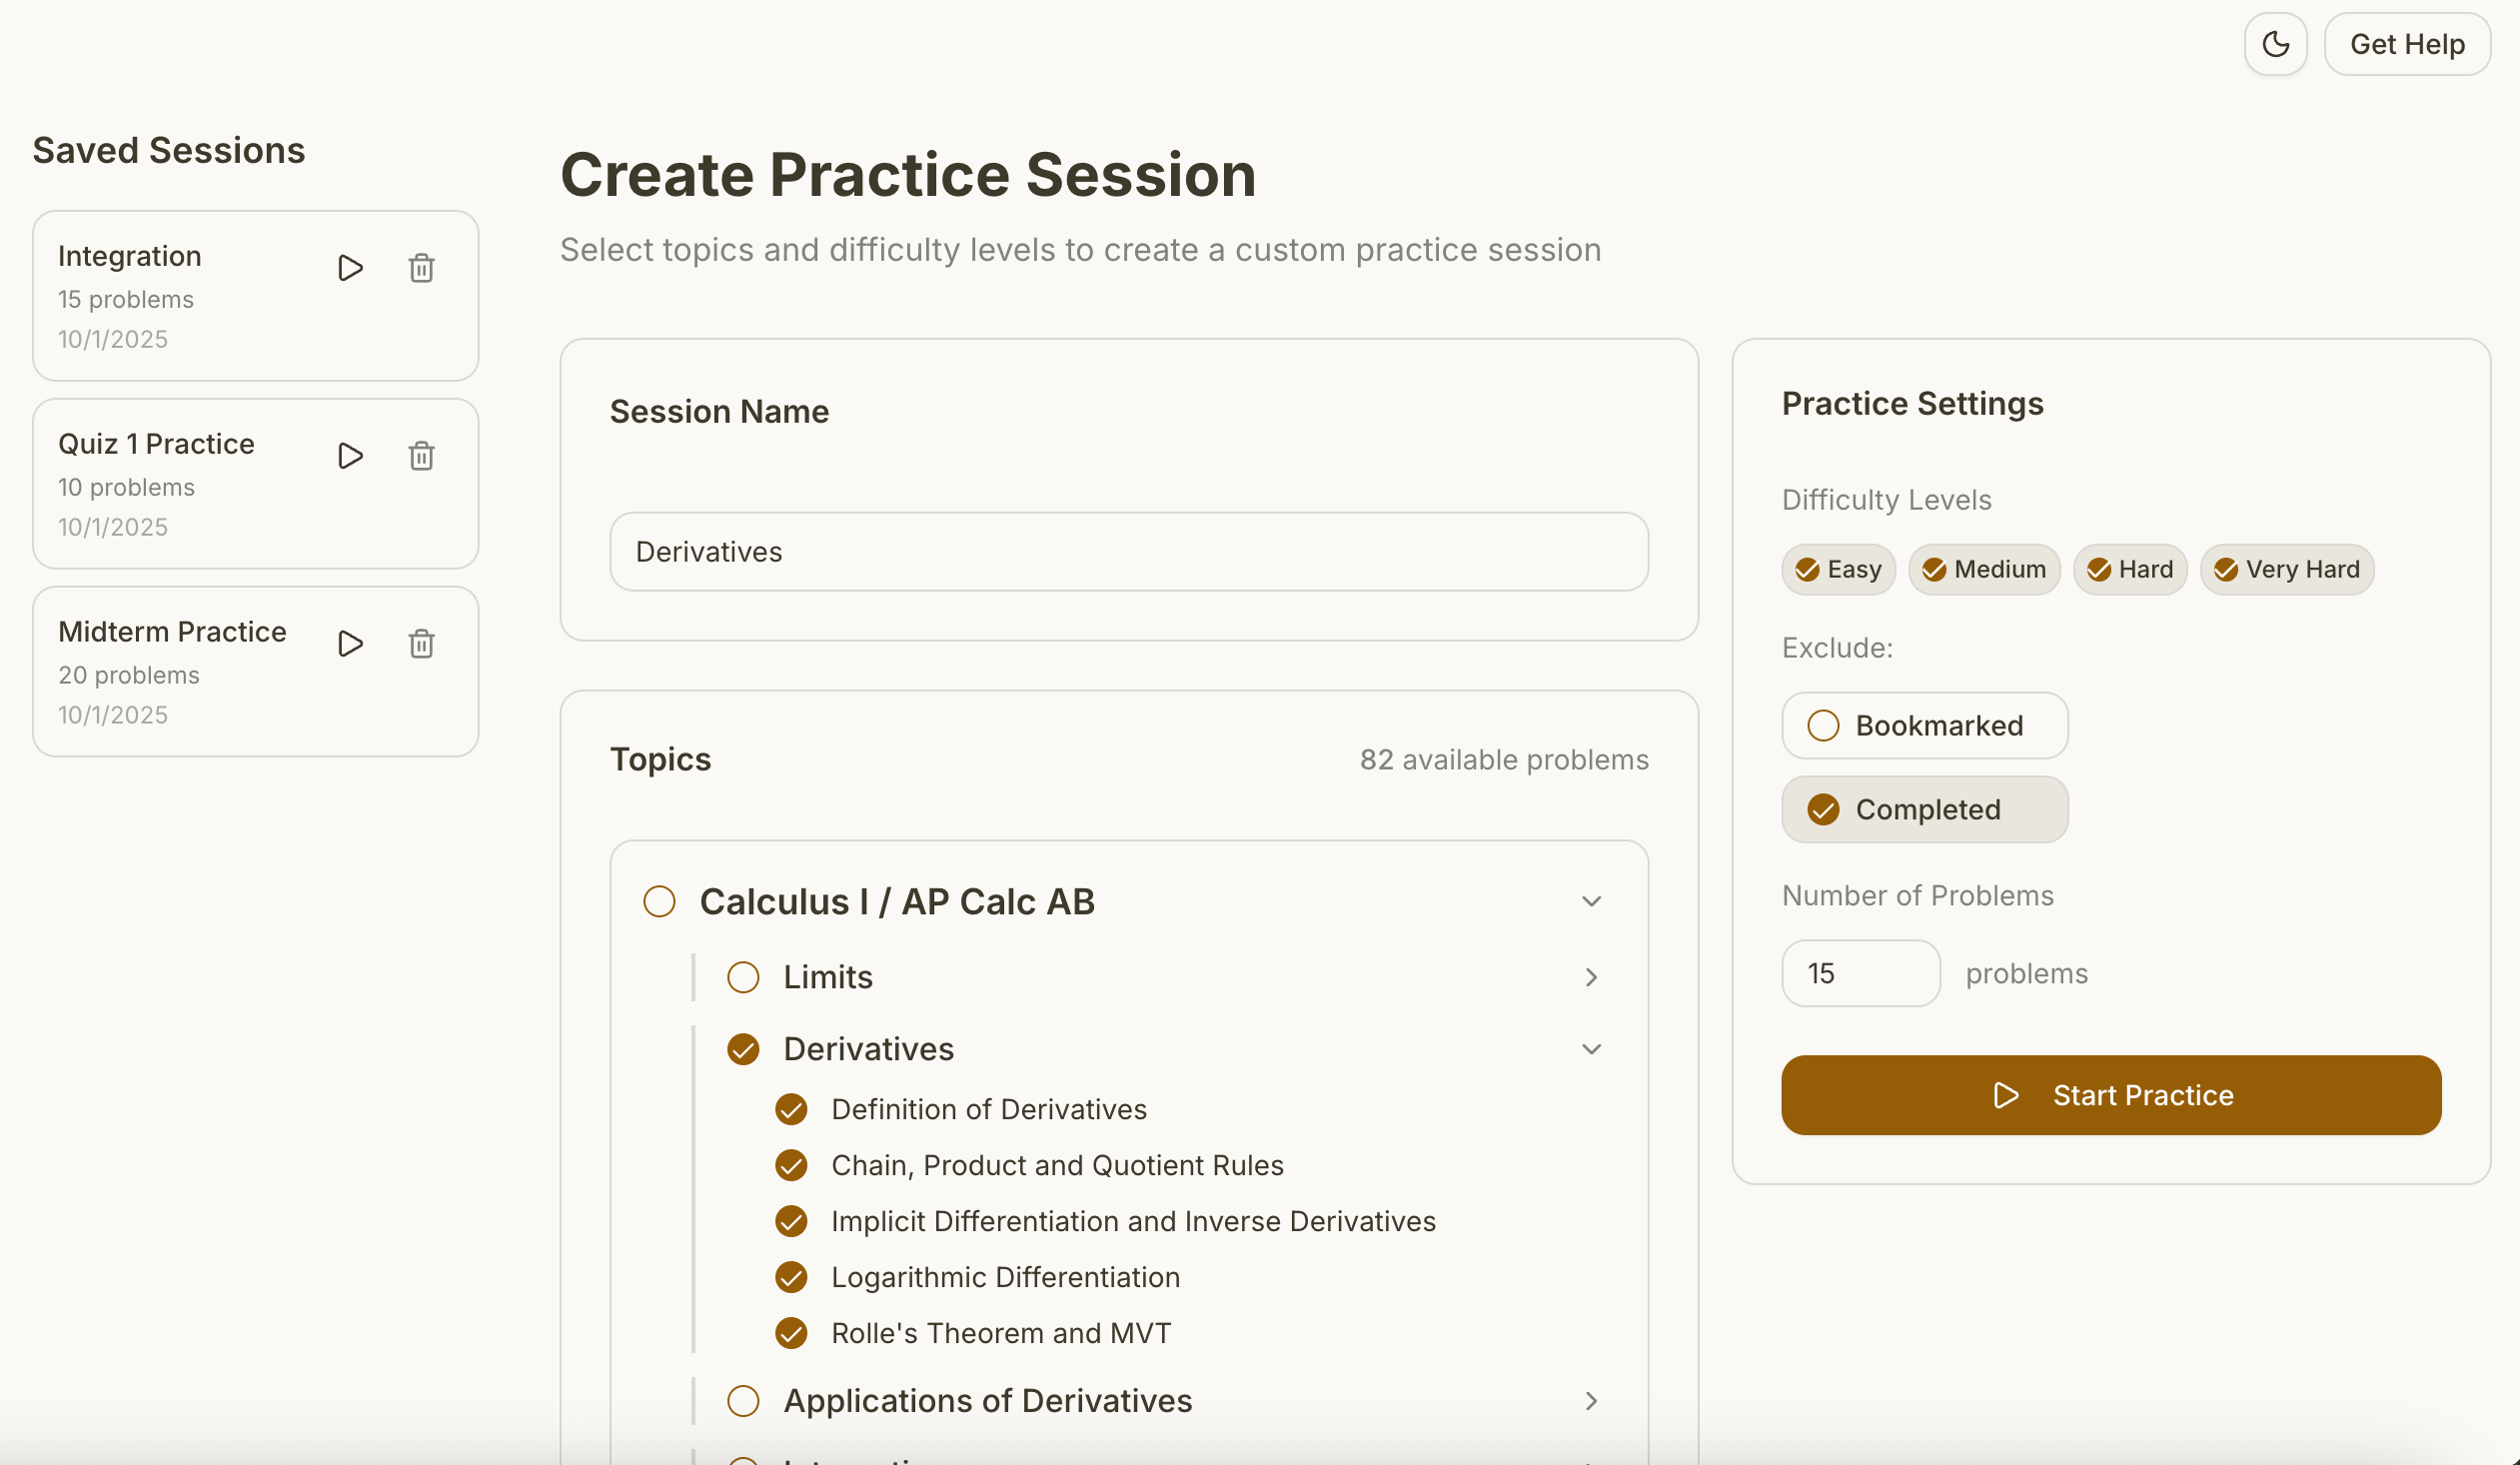 Get Help
Saved Sessions
Integration
15 problems
10/1/2025
Quiz 1 Practice
10 problems
10/1/2025
Midterm Practice
20 problems
10/1/2025
Create Practice Session
Select topics and difficulty levels to create a custom practice session
Session Name
Derivatives
Topics
82 available problems
Calculus I / AP Calc AB
Limits
Derivatives
Definition of Derivatives
Chain, Product and Quotient Rules
Implicit Differentiation and Inverse Derivatives
Logarithmic Differentiation
Rolle's Theorem and MVT
Applications of Derivatives
Practice Settings
Difficulty Levels
Easy
Medium
Hard
Very Hard
Exclude:
Bookmarked
Completed
Number of Problems
15
problems
Start Practice